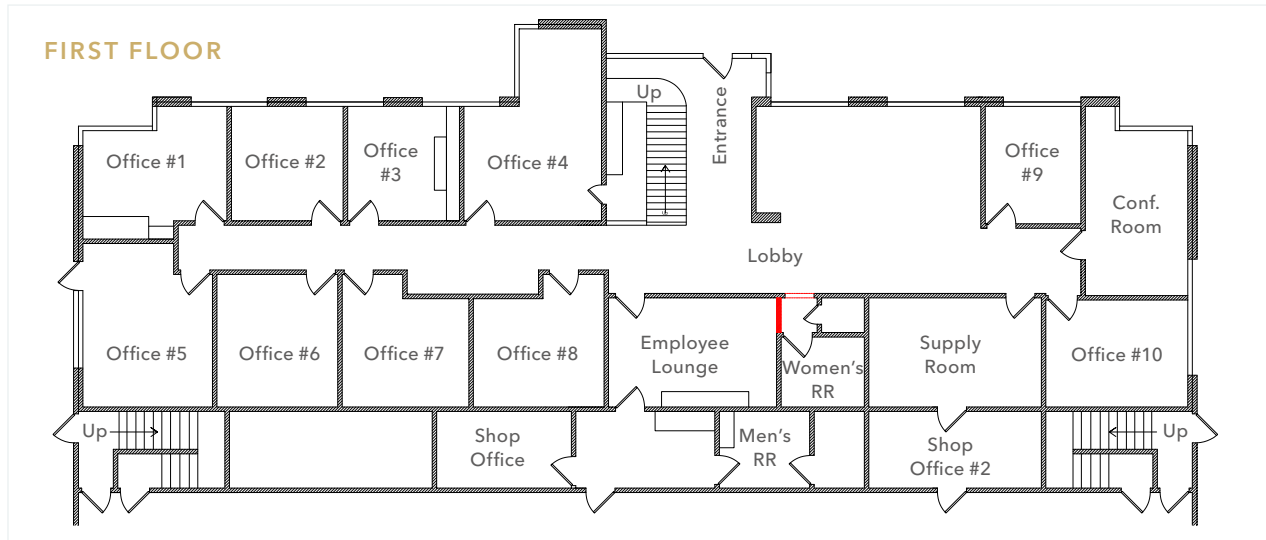 FIRST FLOOR
Up
Entrance
Office #1
Office #2
Office
#3
Office #4
Office
#9
Conf.
Room
Lobby
Office #5
Office #6
Office #7
Office #8
Employee
Lounge
Women’s
RR
Supply
Room
Office #10
Up
Shop
Office
Men’s
RR
Shop
Office #2
Up